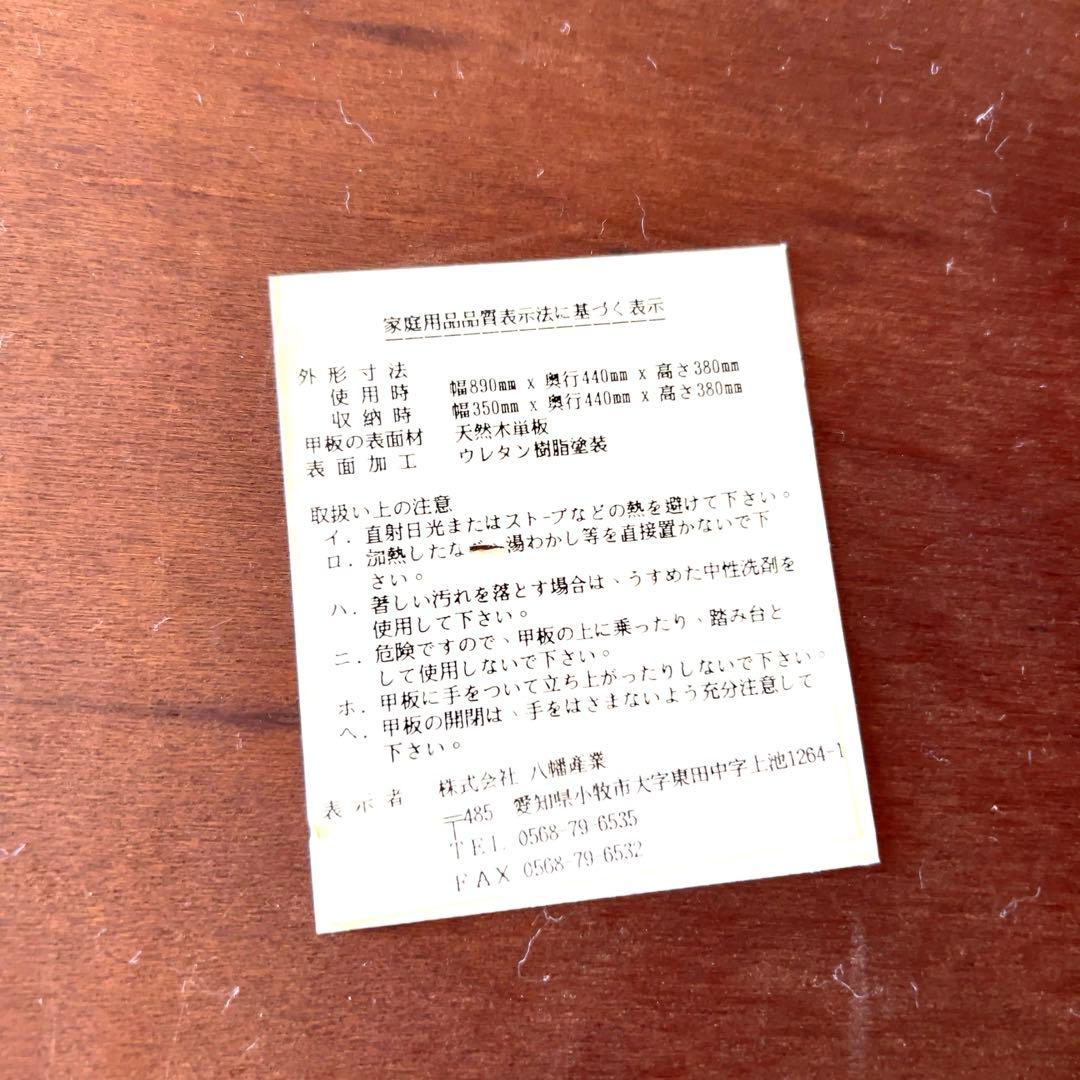 家庭用品品質表示法に基づく表示
外形寸法
使用時 幅890mm x 奥行440mm x 高さ380mm
収納時 幅350mm x 奥行440mm x 高さ380mm
甲板の表面材 天然木単板
表面加工 ウレタン樹脂塗装
取扱い上の注意
イ. 直射日光またはストーブなどの熱を避けて下さい。
ロ. 加熱したな 湯わかし等を直接置かないで下
さい。
ハ. 著しい汚れを落とす場合は、うすめた中性洗剤を
使用して下さい。
ニ. 危険ですので、甲板の上に乗ったり、踏み台と
して使用しないで下さい。
ホ. 甲板に手をついて立ち上がったりしないで下さい。
ヘ. 甲板の開閉は、手をはさまないよう充分注意して
下さい。
表示者 株式会社 八幡産業
〒485 愛知県小牧市大字東田中字上池1264-1
TEL 0568-79-6535
FAX 0568-79-6532